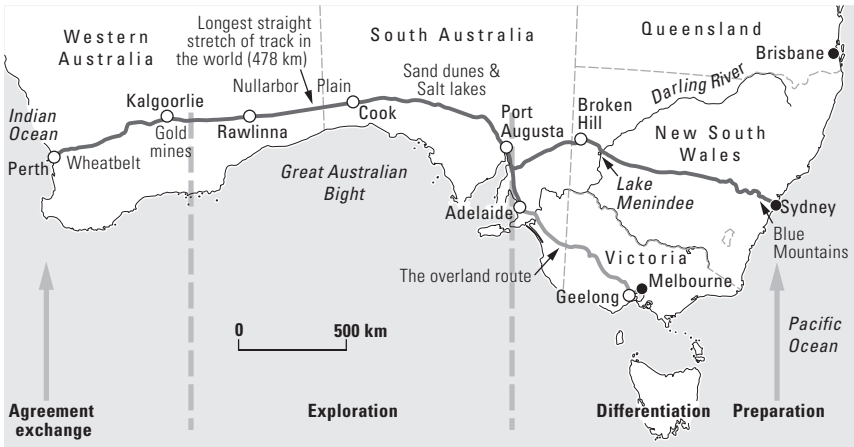 Western
Australia
Longest straight
stretch of track in
the world (478 km)
South Australia
Queensland
Brisbane
Nullarbor Plain
Sand dunes &
Salt lakes
Darling River
Indian
Ocean
Kalgoorlie
Gold
mines
Rawlinna
Cook
Port
Augusta
Broken
Hill
New South
Wales
Perth
Wheatbelt
Great Australian
Bight
Lake
Menindee
Adelaide
Sydney
Blue
Mountains
The overland route
Victoria
Melbourne
Geelong
0 500 km
Pacific
Ocean
Agreement
exchange
Exploration
Differentiation
Preparation